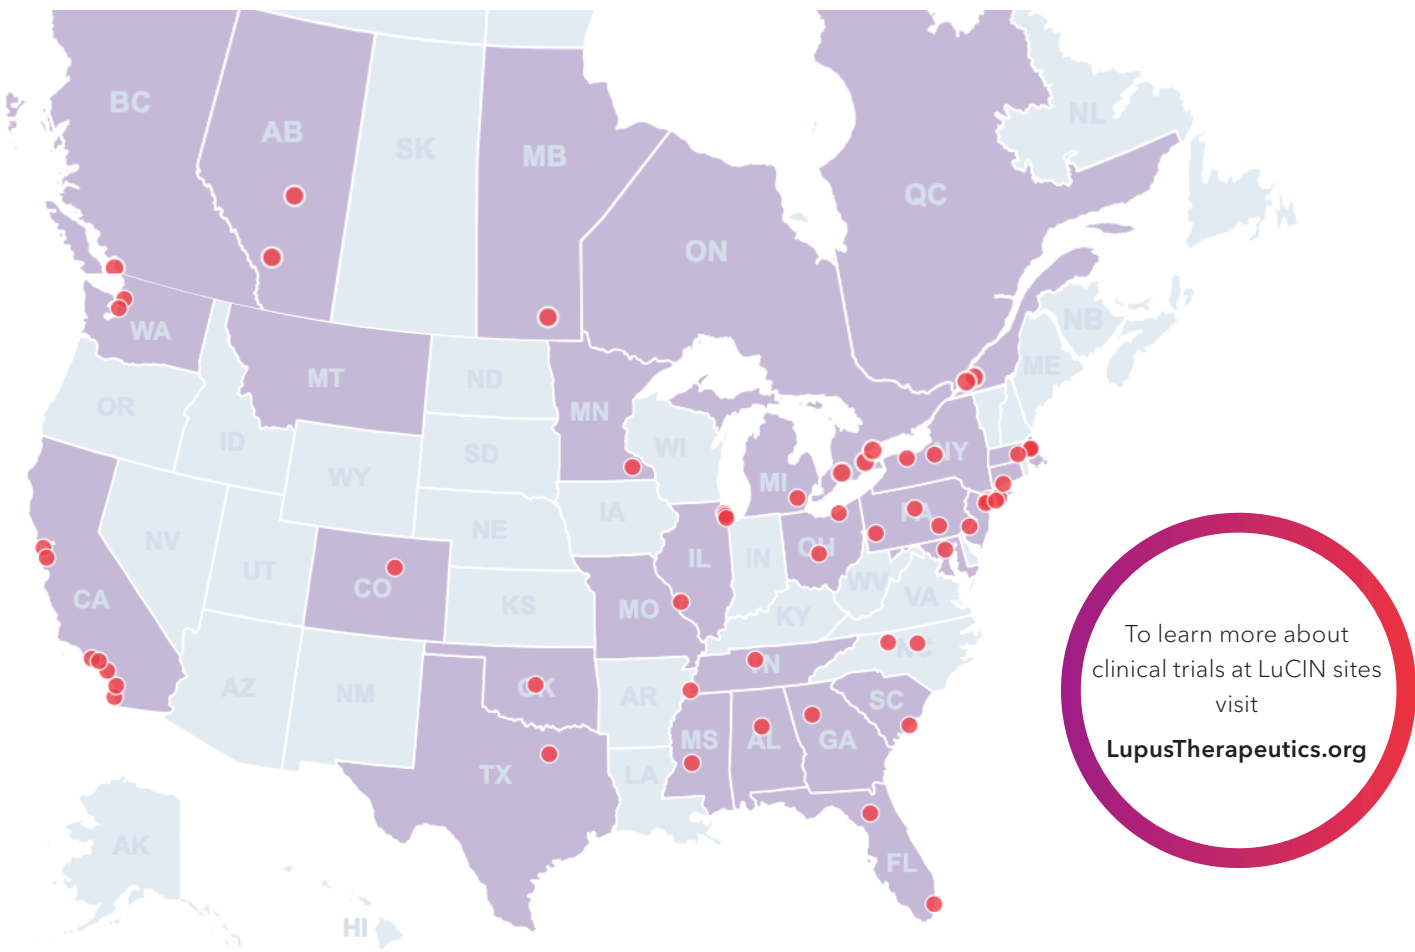 BC
AB
SK
MB
ON
QC
NL
NB
ME
WA
MT
ND
MN
OR
ID
WY
SD
WI
MI
NY
NE
IA
PA
NV
UT
CO
KS
IL
IN
OH
WV
VA
CA
MO
KY
AZ
NM
OK
AR
TN
NC
SC
TX
LA
MS
AL
GA
AK
HI
FL
To learn more about
clinical trials at LuCIN sites
visit
LupusTherapeutics.org